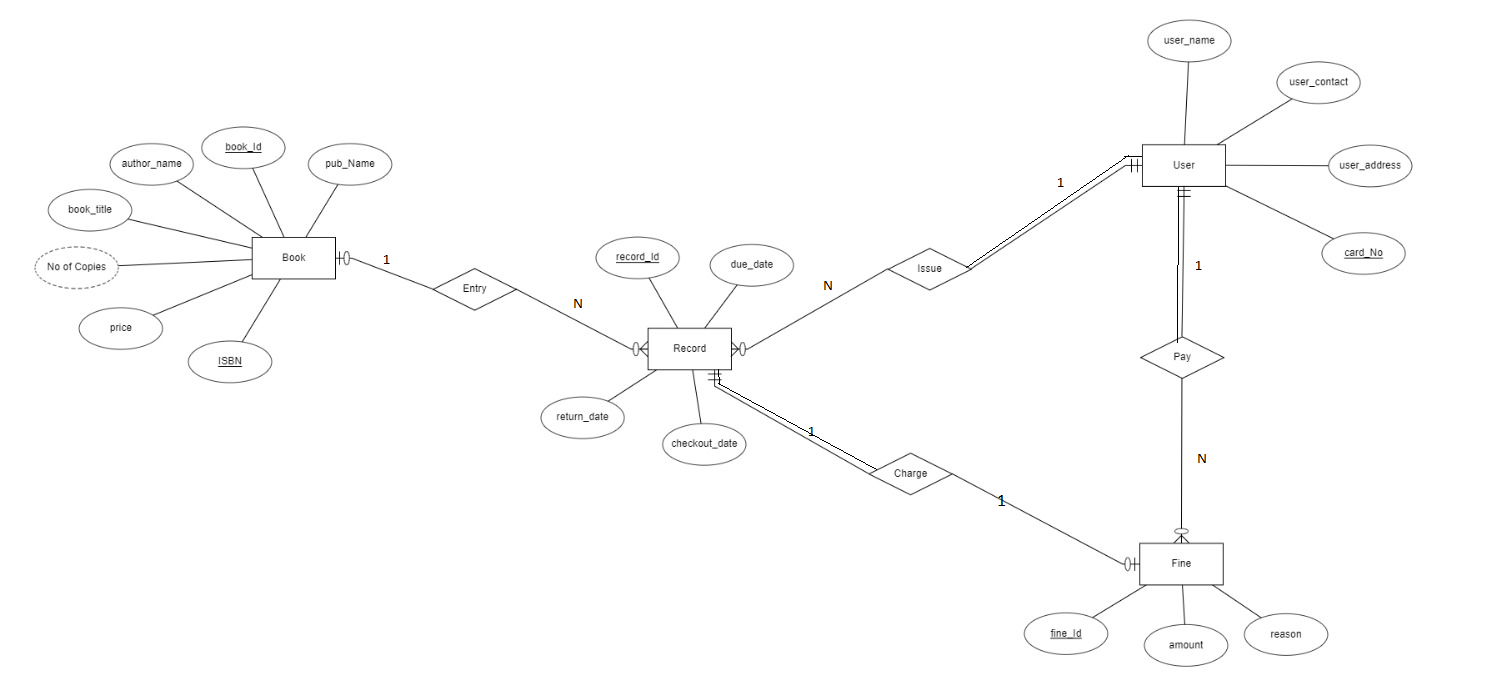 user_name
user_contact
book_Id
author_name
pub_Name
user_address
User
1
book_title
card_No
Book
1
record_Id
due_date
Issue
1
No of Copies
Entry
N
N
price
Record
Pay
ISBN
return_date
1
checkout_date
N
Charge
1
Fine
fine_Id
amount
reason